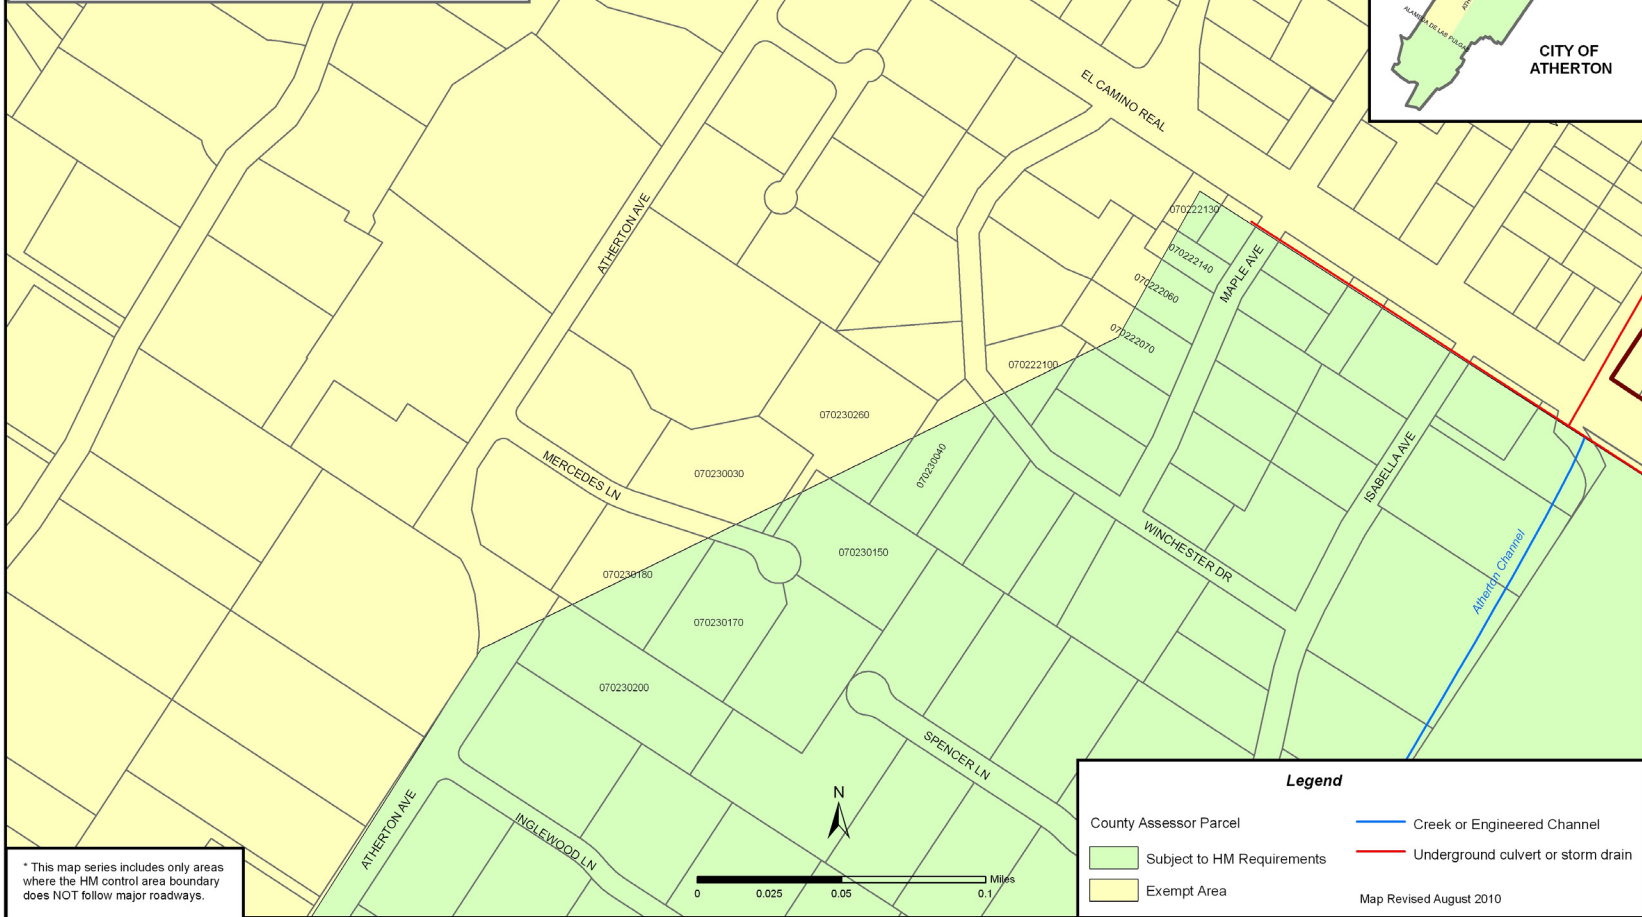 ALAMEDA DE LAS PULGAS
CITY OF
ATHERTON
EL CAMINO REAL
ATHERTON AVE
070222130
070222140
MAPLE AVE
070222060
070222070
070222100
070230260
070230040
070230030
MERCEDES LN
ISABELLA AVE
070230150
WINCHESTER DR
070230180
Atherton Channel
070230170
070230200
SPENCER LN
ATHERTON AVE
INGLEWOOD LN
N
Miles
0 0.025 0.05 0.1
* This map series includes only areas
where the HM control area boundary
does NOT follow major roadways.
Legend
County Assessor Parcel
Subject to HM Requirements
Exempt Area
Creek or Engineered Channel
Underground culvert or storm drain
Map Revised August 2010